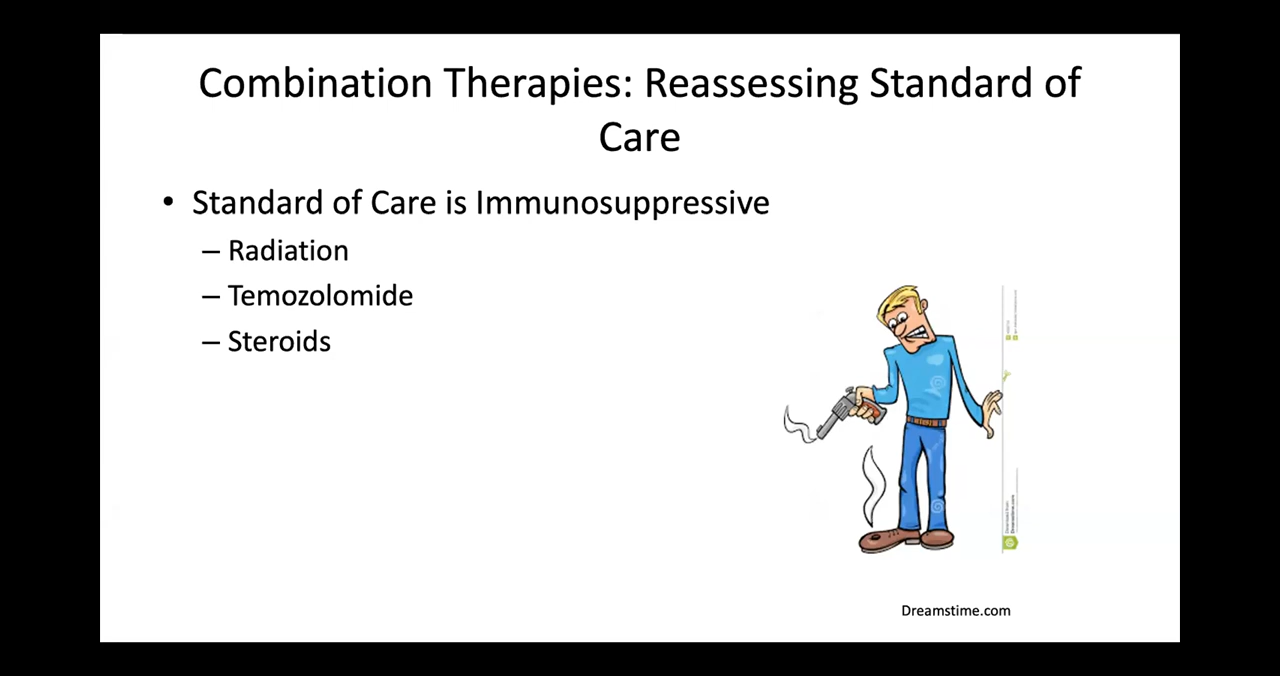 Combination Therapies: Reassessing Standard of
Care
• Standard of Care is Immunosuppressive
– Radiation
– Temozolomide
– Steroids
Dreamstime.com